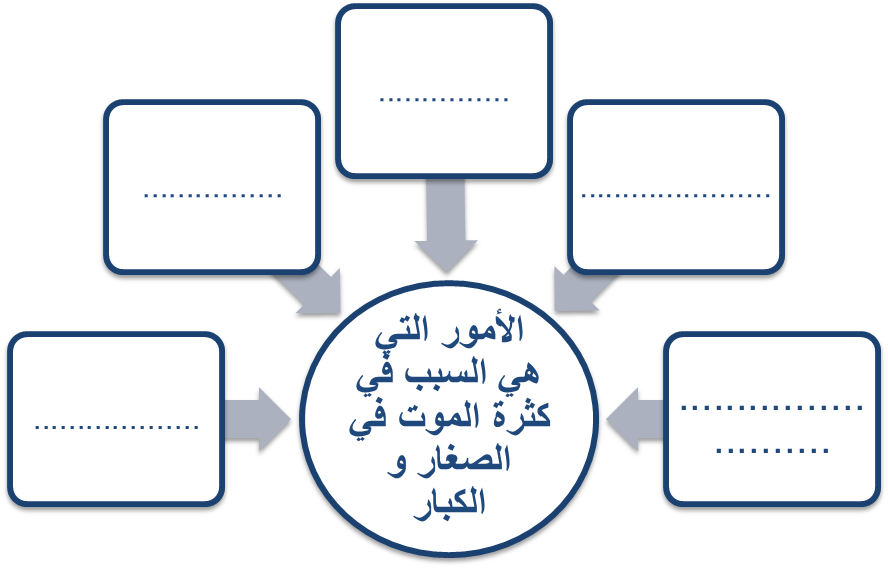 ..............
...............
.....................
..................
...............
..........
الأمور التي
هي السبب في
كثرة الموت في
الصغار و
الكبار